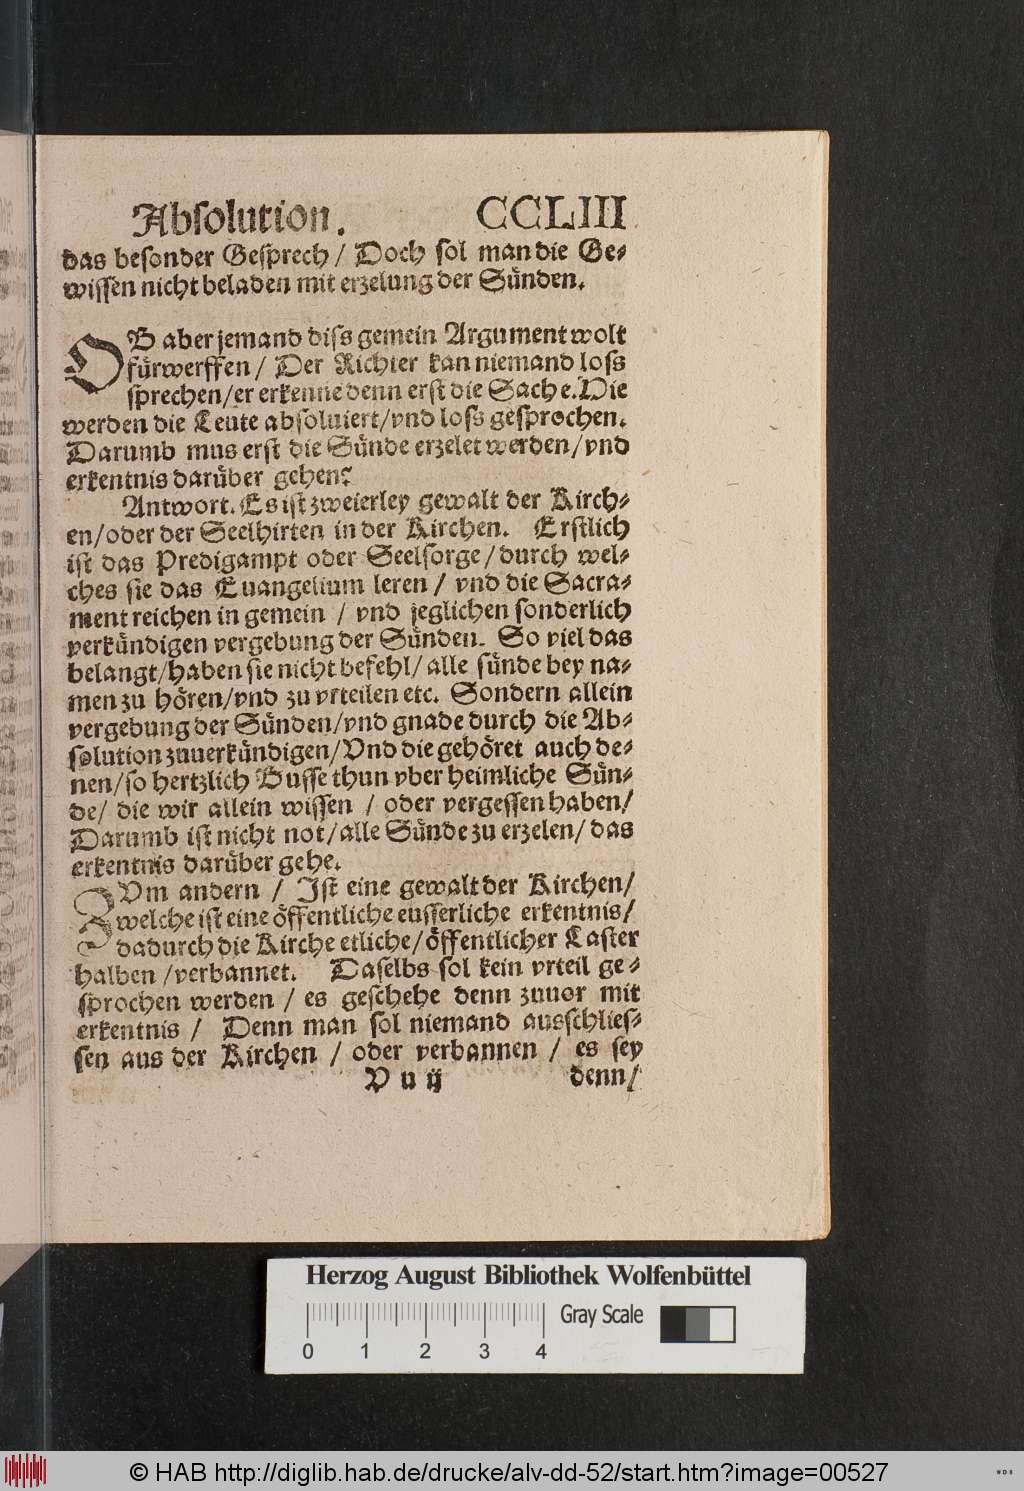 Absolution. CCLIII
das besonder Gesprech / Doch sol man die Ge-
wissen nicht beladen mit erzelung der Sünden.
OB aber jemand diss gemein Argument wolt
fürwerffen / Der Richter kan niemand loss
sprechen/er erkenne denn erst die Sache. Die
werden die Leute absoluiert/vnd loss gesprochen.
Darumb mus erst die Sünde erzelet werden/vnd
erkentnis darüber gehen?
Antwort. Es ist zweierley gewalt der Kirch-
en/oder der Seelhirten in der Kirchen. Erstlich
ist das Predigampt oder Seelsorge/durch wel-
ches sie das Euangelium leren / vnd die Sacra-
ment reichen in gemein / vnd jeglichen sonderlich
verkündigen vergebung der Sünden. So viel das
belangt/haben sie nicht befehl/alle sünde bey na-
men zu hören/vnd zu vrteilen etc. Sondern allein
vergebung der Sünden/vnd gnade durch die Ab-
solution zuuerkündigen/Vnd die gehöret auch de-
nen/so hertzlich Busse thun vber heimliche Sün-
de/ die wir allein wissen / oder vergessen haben/
Darumb ist nicht not/alle Sünde zu erzelen/das
erkentnis darüber gehe.
ZVm andern / Ist eine gewalt der Kirchen/
welche ist eine öffentliche eusserliche erkentnis/
dadurch die Kirche etliche/öffentlicher Laster
halben /verbannet. Daselbs sol kein vrteil ge-
sprochen werden / es geschehe denn zuuor mit
erkentnis / Denn man sol niemand ausschlies-
sen aus der Kirchen / oder verbannen / es sey
V u ij denn/
Herzog August Bibliothek Wolfenbüttel
Gray Scale
0 1 2 3 4
© HAB http://diglib.hab.de/drucke/alv-dd-52/start.htm?image=00527